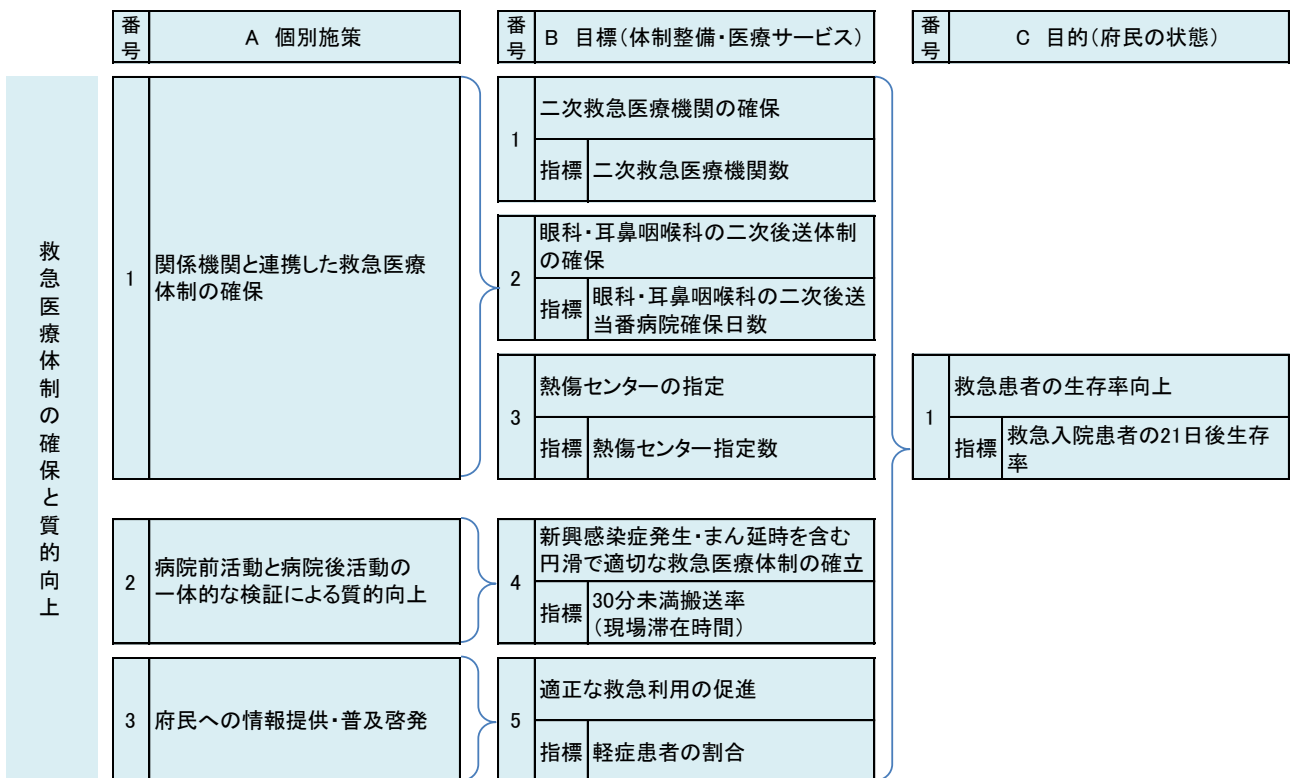 番号
A 個別施策
番号
B 目標(体制整備・医療サービス)
番号
C 目的(府民の状態)
救急医療体制の確保と質的向上
1
関係機関と連携した救急医療
体制の確保
2
病院前活動と病院後活動の
一体的な検証による質的向上
3
府民への情報提供・普及啓発
1
二次救急医療機関の確保
指標
二次救急医療機関数
2
眼科・耳鼻咽喉科の二次後送体制
の確保
指標
眼科・耳鼻咽喉科の二次後送
当番病院確保日数
3
熱傷センターの指定
指標
熱傷センター指定数
4
新興感染症発生・まん延時を含む
円滑で適切な救急医療体制の確立
指標
30分未満搬送率
(現場滞在時間)
5
適正な救急利用の促進
指標
軽症患者の割合
1
救急患者の生存率向上
指標
救急入院患者の21日後生存
率